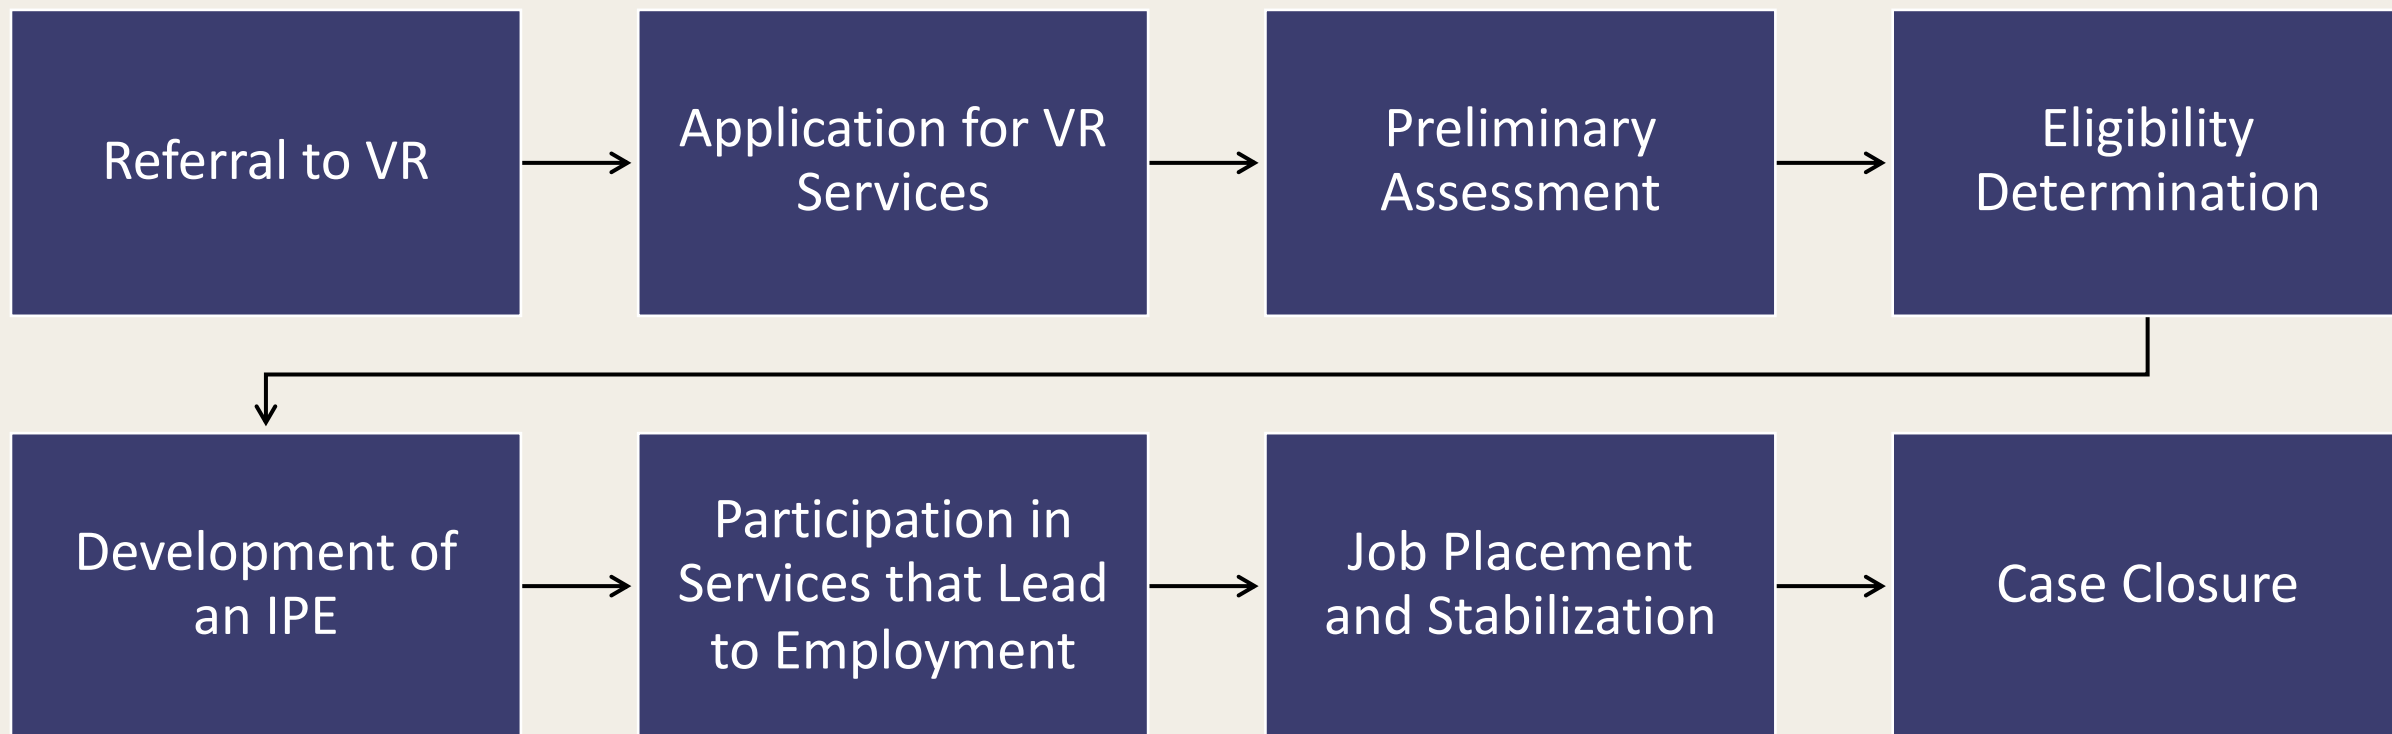 Referral to VR
Application for VR
Services
Preliminary
Assessment
Eligibility
Determination
Development of
an IPE
Participation in
Services that Lead
to Employment
Job Placement
and Stabilization
Case Closure